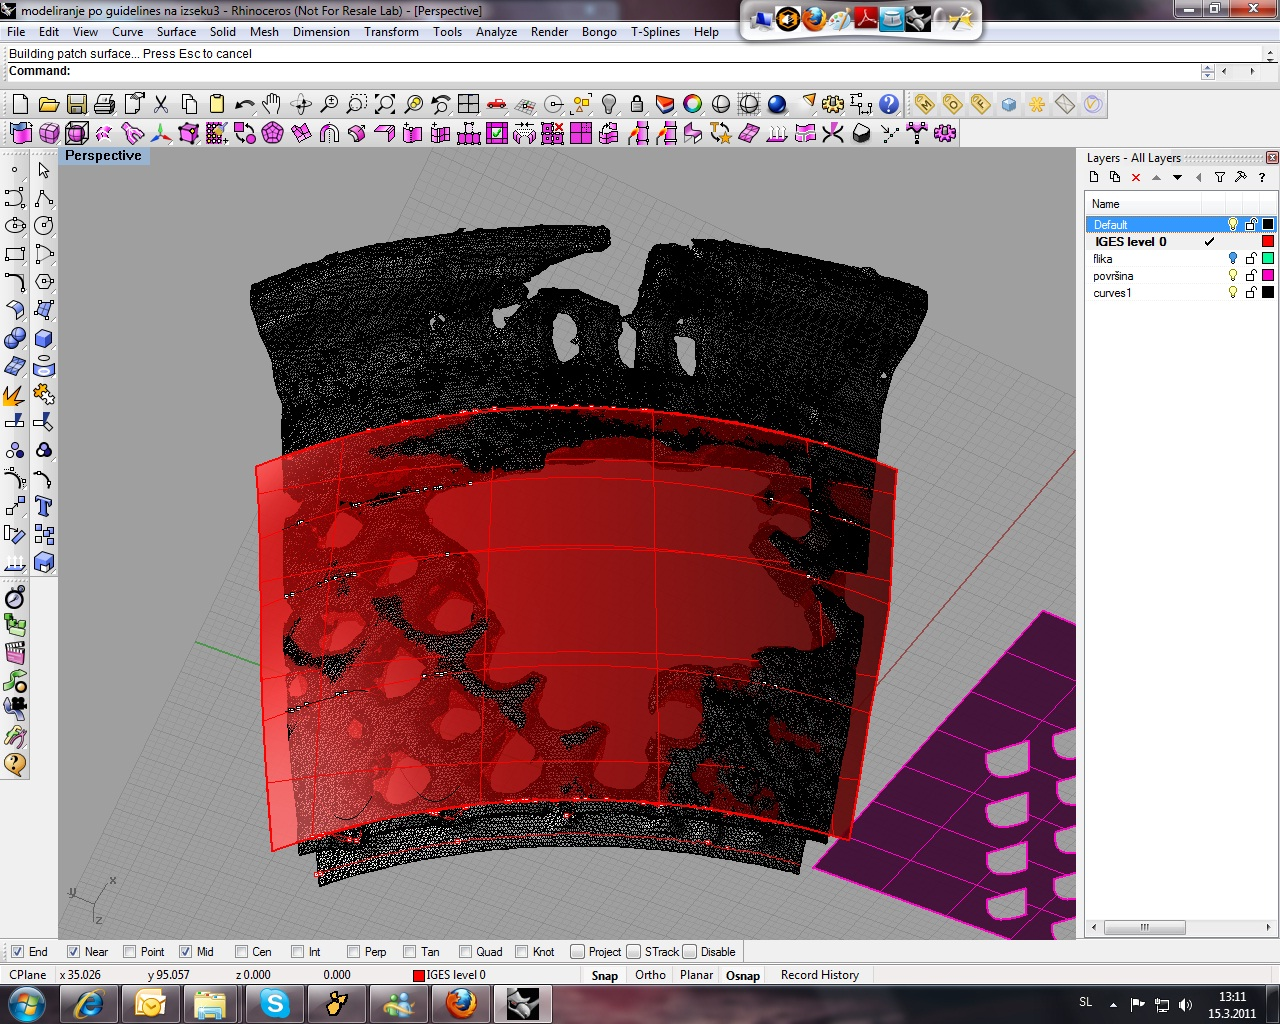 modeliranje po guidelines na izseku3 - Rhinoceros (Not For Resale Lab) - [Perspective]
File Edit View Curve Surface Solid Mesh Dimension Transform Tools Analyze Render Bongo T-Splines Help
Building patch surface... Press Esc to cancel
Command:
Perspective
Layers - All Layers
Name
Default
IGES level 0
flika
površina
curves1
y x
z
End Near Point Mid Cen Int Perp Tan Quad Knot Project STrack Disable
CPlane x 35.026 y 95.057 z 0.000 0.000 IGES level 0 Snap Ortho Planar Osnap Record History
SL 13:11
15.3.2011